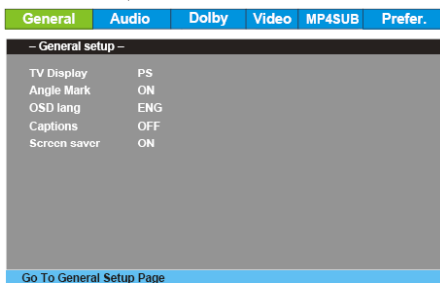 General Audio Dolby Video MP4SUB Prefer.
– General setup –
TV Display PS
Angle Mark ON
OSD lang ENG
Captions OFF
Screen saver ON
Go To General Setup Page